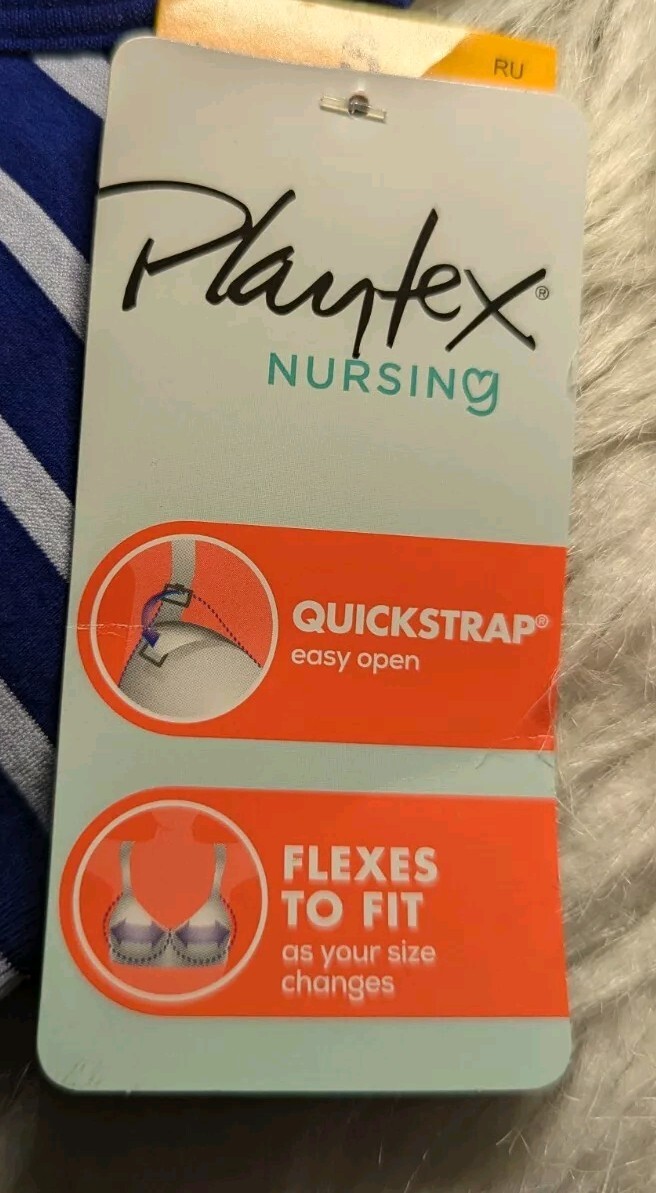 RU
Playtex®
NURSING
QUICKSTRAP®
easy open
FLEXES
TO FIT
as your size
changes